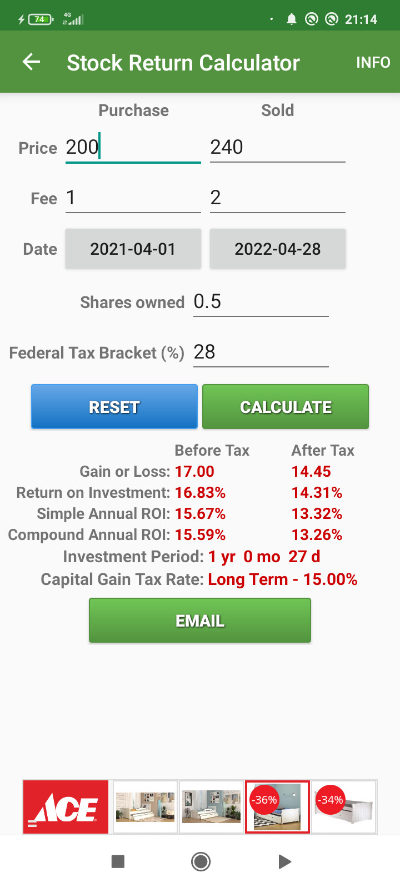 74 4G 21:14
Stock Return Calculator INFO
Purchase Sold
Price 200 240
Fee 1 2
Date 2021-04-01 2022-04-28
Shares owned 0.5
Federal Tax Bracket (%) 28
RESET CALCULATE
Before Tax After Tax
Gain or Loss: 17.00 14.45
Return on Investment: 16.83% 14.31%
Simple Annual ROI: 15.67% 13.32%
Compound Annual ROI: 15.59% 13.26%
Investment Period: 1 yr 0 mo 27 d
Capital Gain Tax Rate: Long Term - 15.00%
EMAIL
ACE -36% -34%